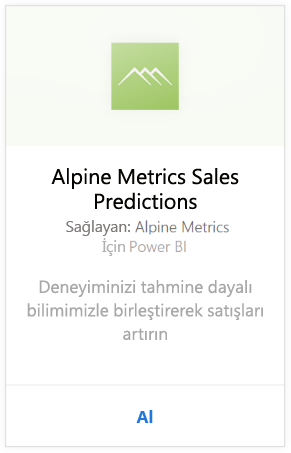 Alpine Metrics Sales
Predictions
Sağlayan: Alpine Metrics
İçin Power BI
Deneyiminizi tahmine dayalı
bilimimizle birleştirerek satışları
artırın
Al